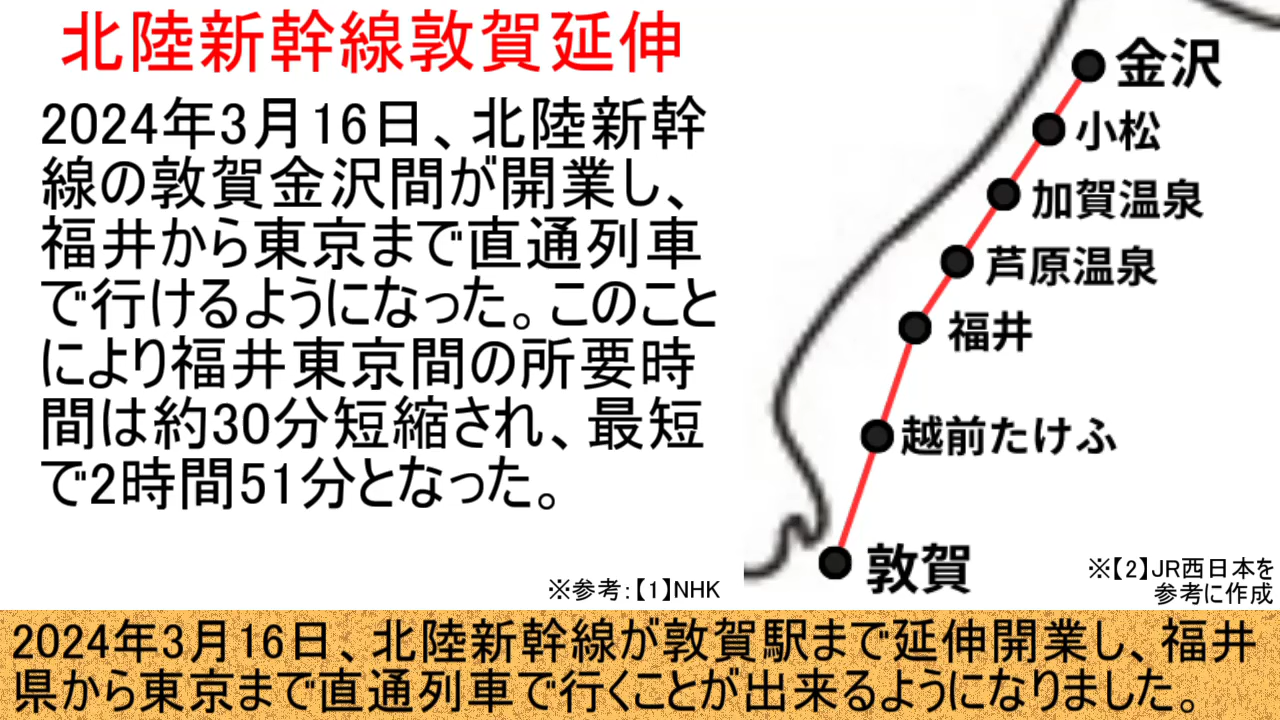 北陸新幹線敦賀延伸
2024年3月16日、北陸新幹
線の敦賀金沢間が開業し、
福井から東京まで直通列車
で行けるようになった。このこと
により福井東京間の所要時
間は約30分短縮され、最短
で2時間51分となった。
※参考:【1】NHK
金沢
小松
加賀温泉
芦原温泉
福井
越前たけふ
敦賀
※【2】JR西日本を
参考に作成
2024年3月16日、北陸新幹線が敦賀駅まで延伸開業し、福井
県から東京まで直通列車で行くことが出来るようになりました。